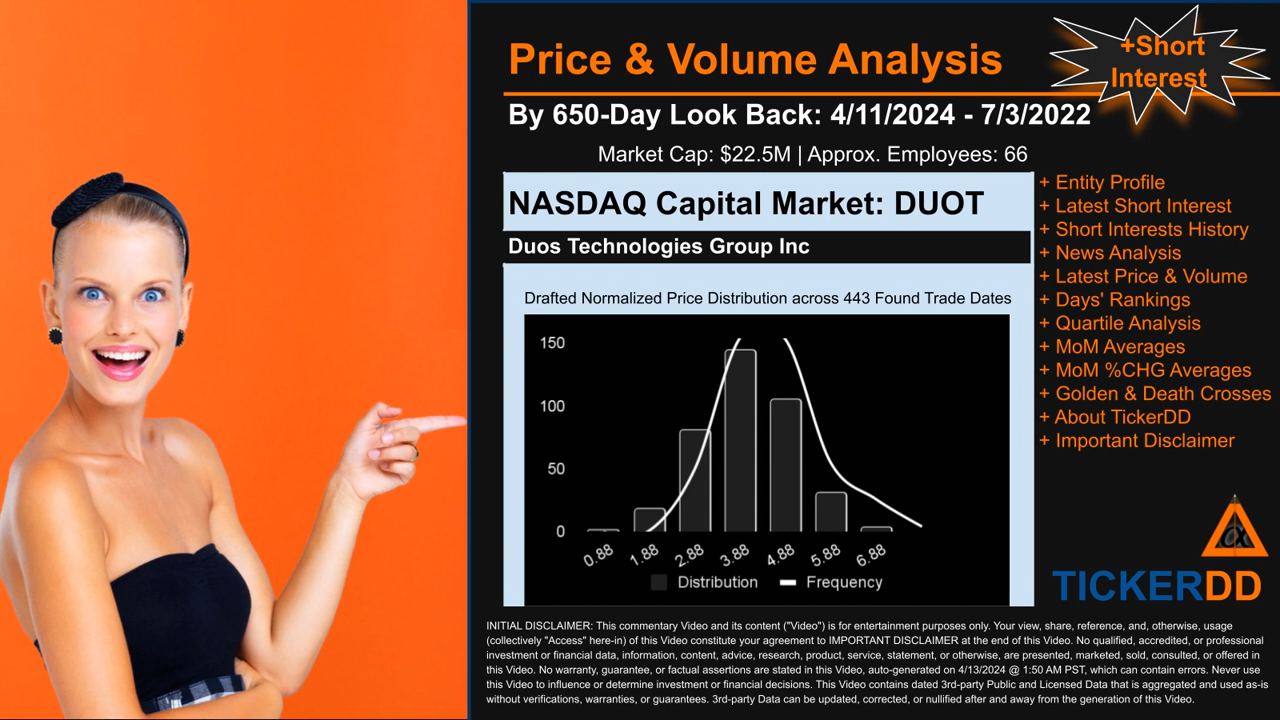 Price & Volume Analysis
+Short
Interest
By 650-Day Look Back: 4/11/2024 - 7/3/2022
Market Cap: $22.5M | Approx. Employees: 66
NASDAQ Capital Market: DUOT
Duos Technologies Group Inc
Drafted Normalized Price Distribution across 443 Found Trade Dates
150
100
50
0
0.88 1.88 2.88 3.88 4.88 5.88 6.88
Distribution Frequency
+ Entity Profile
+ Latest Short Interest
+ Short Interests History
+ News Analysis
+ Latest Price & Volume
+ Days' Rankings
+ Quartile Analysis
+ MoM Averages
+ MoM %CHG Averages
+ Golden & Death Crosses
+ About TickerDD
+ Important Disclaimer
TICKERDD
INITIAL DISCLAIMER: This commentary Video and its content ("Video") is for entertainment purposes only. Your view, share, reference, and, otherwise, usage
(collectively "Access" here-in) of this Video constitute your agreement to IMPORTANT DISCLAIMER at the end of this Video. No qualified, accredited, or professional
investment or financial data, information, content, advice, research, product, service, statement, or otherwise, are presented, marketed, sold, consulted, or offered in
this Video. No warranty, guarantee, or factual assertions are stated in this Video, auto-generated on 4/13/2024 @ 1:50 AM PST, which can contain errors. Never use
this Video to influence or determine investment or financial decisions. This Video contains dated 3rd-party Public and Licensed Data that is aggregated and used as-is
without verifications, warranties, or guarantees. 3rd-party Data can be updated, corrected, or nullified after and away from the generation of this Video.